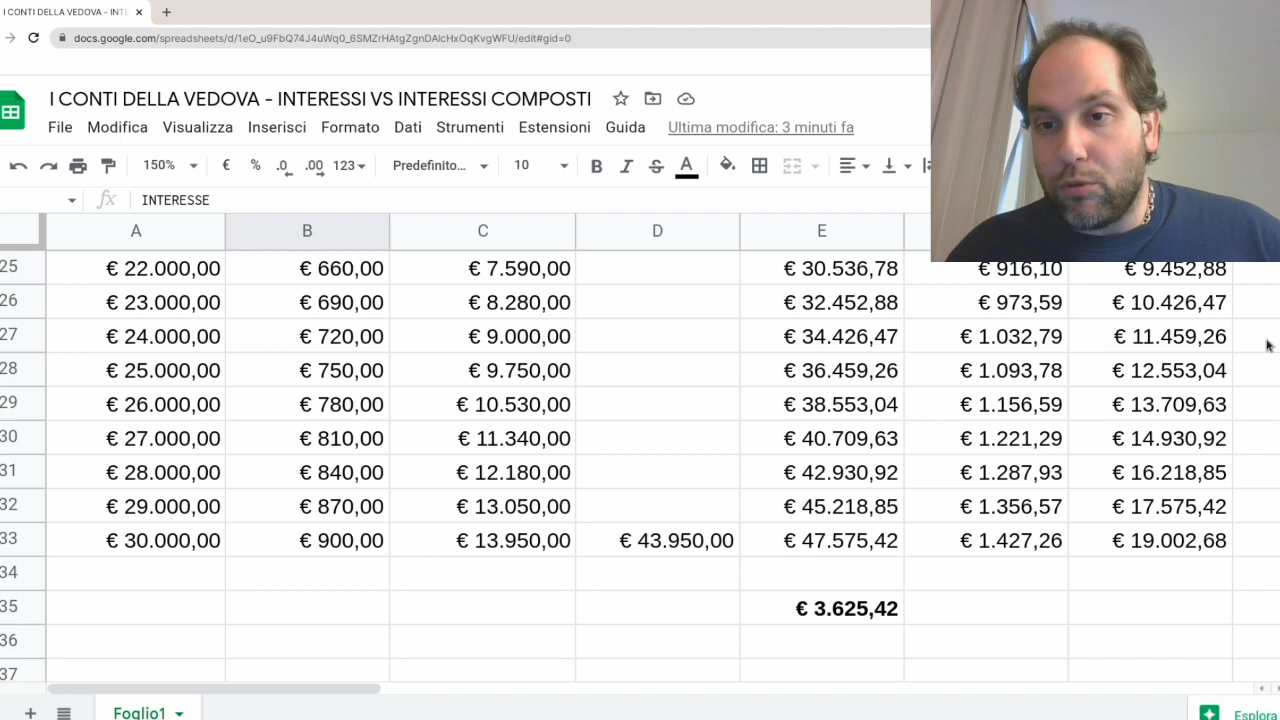 I CONTI DELLA VEDOVA - INTE
docs.google.com/spreadsheets/d/1eO_u9FbQ74J4uWq0_6SMZrHAtgZgnDAlcHxOqKvgWFU/edit#gid=0
I CONTI DELLA VEDOVA - INTERESSI VS INTERESSI COMPOSTI
File Modifica Visualizza Inserisci Formato Dati Strumenti Estensioni Guida Ultima modifica: 3 minuti fa
150% € % .0 .00 123 Predefinito... 10 B I S A
fx INTERESSE
A B C D E
25 € 22.000,00 € 660,00 € 7.590,00 € 30.536,78 € 916,10 € 9.452,88
26 € 23.000,00 € 690,00 € 8.280,00 € 32.452,88 € 973,59 € 10.426,47
27 € 24.000,00 € 720,00 € 9.000,00 € 34.426,47 € 1.032,79 € 11.459,26
28 € 25.000,00 € 750,00 € 9.750,00 € 36.459,26 € 1.093,78 € 12.553,04
29 € 26.000,00 € 780,00 € 10.530,00 € 38.553,04 € 1.156,59 € 13.709,63
30 € 27.000,00 € 810,00 € 11.340,00 € 40.709,63 € 1.221,29 € 14.930,92
31 € 28.000,00 € 840,00 € 12.180,00 € 42.930,92 € 1.287,93 € 16.218,85
32 € 29.000,00 € 870,00 € 13.050,00 € 45.218,85 € 1.356,57 € 17.575,42
33 € 30.000,00 € 900,00 € 13.950,00 € 43.950,00 € 47.575,42 € 1.427,26 € 19.002,68
34
35 € 3.625,42
36
37
Foglio1 Esplora